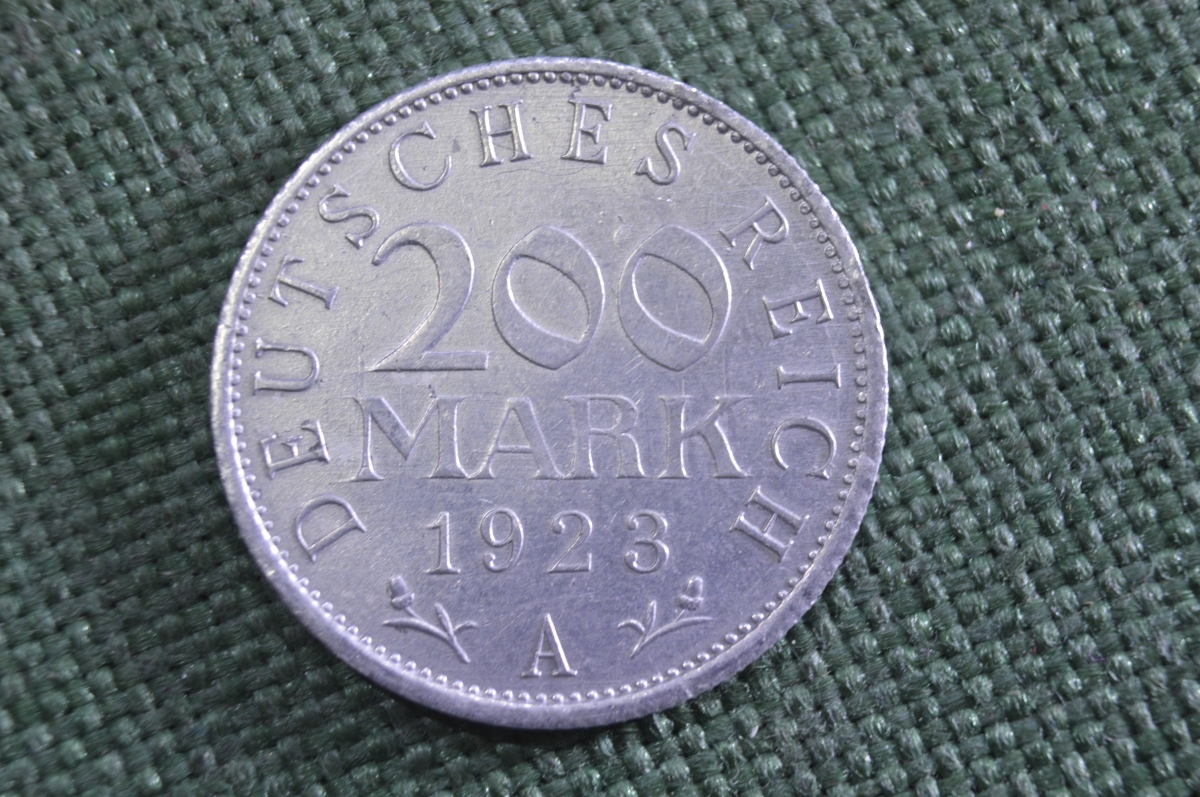 DEUTSCHES REICH
200
MARK
1923
A